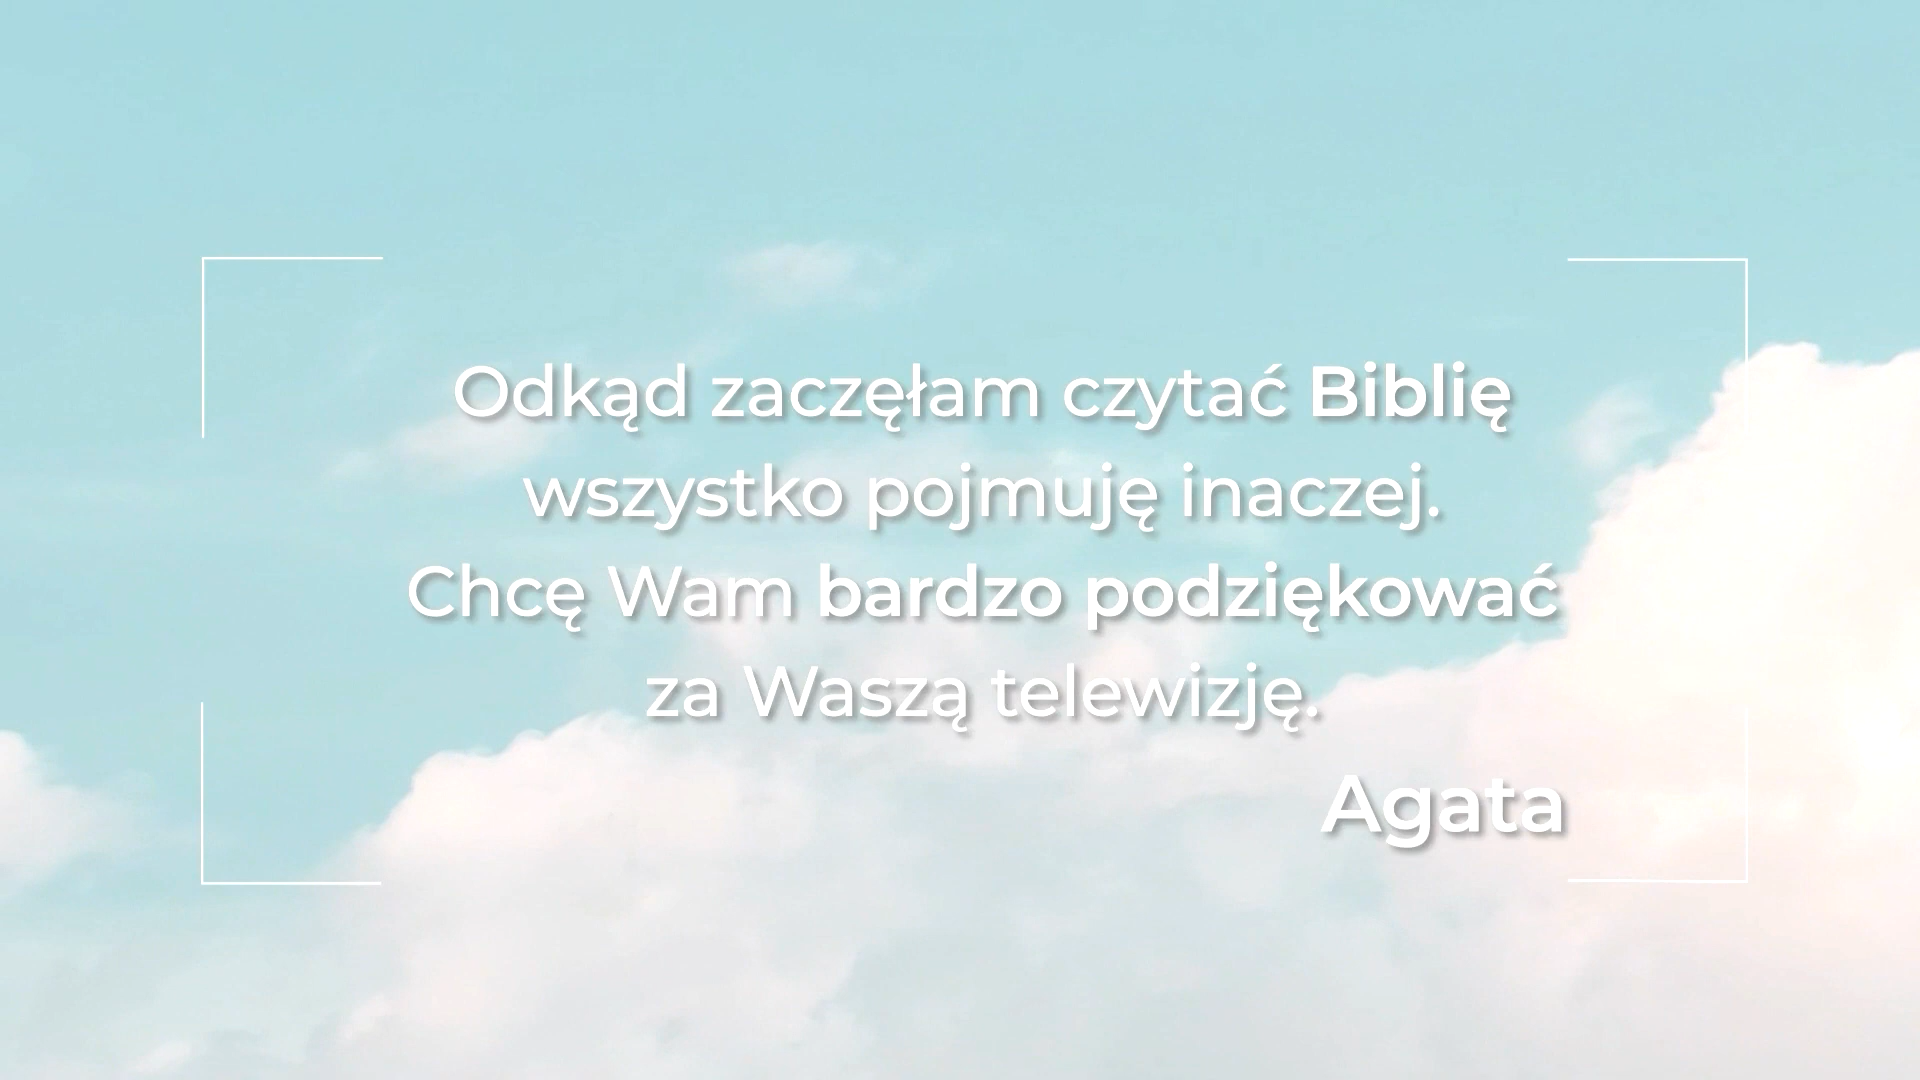 Odkąd zaczęłam czytać Biblię
wszystko pojmuję inaczej.
Chcę Wam bardzo podziękować
za Waszą telewizję.
Agata